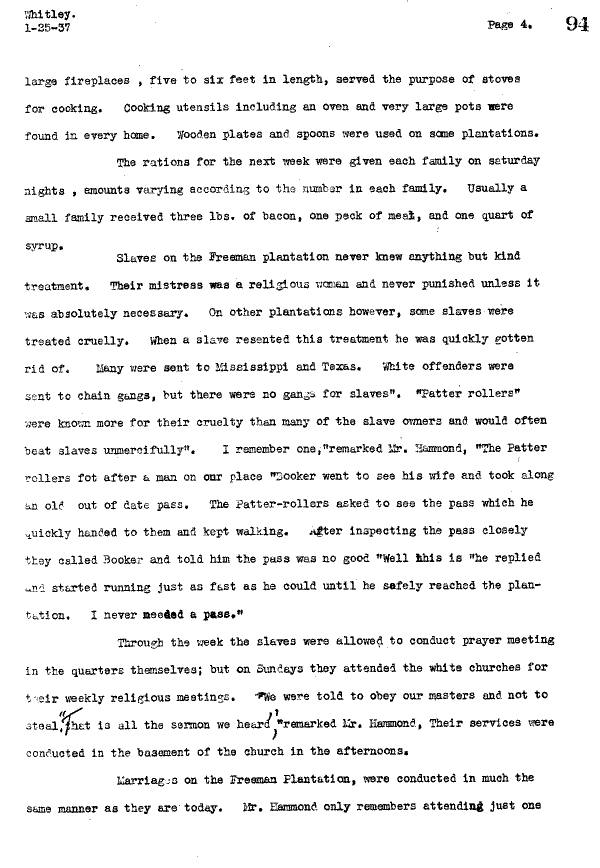 Whitley.
1-25-37
Page 4. 94
large fireplaces , five to six feet in length, served the purpose of stoves
for cooking. Cooking utensils including an oven and very large pots were
found in every home. Wooden plates and spoons were used on some plantations.
The rations for the next week were given each family on saturday
nights , amounts varying according to the number in each family. Usually a
small family received three lbs. of bacon, one peck of meal, and one quart of
syrup.
Slaves on the Freeman plantation never knew anything but kind
treatment. Their mistress was a religious woman and never punished unless it
was absolutely necessary. On other plantations however, some slaves were
treated cruelly. When a slave resented this treatment he was quickly gotten
rid of. Many were sent to Mississippi and Texas. White offenders were
sent to chain gangs, but there were no gangs for slaves". "Patter rollers"
were known more for their cruelty than many of the slave owners and would often
beat slaves unmercifully". I remember one,"remarked Mr. Hammond, "The Patter
rollers fot after a man on our place "Booker went to see his wife and took along
an old out of date pass. The Patter-rollers asked to see the pass which he
quickly handed to them and kept walking. After inspecting the pass closely
they called Booker and told him the pass was no good "Well this is "he replied
and started running just as fast as he could until he safely reached the plan-
tation. I never needed a pass."
Through the week the slaves were allowed to conduct prayer meeting
in the quarters themselves; but on Sundays they attended the white churches for
their weekly religious meetings. "We were told to obey our masters and not to
steal,"That is all the sermon we heard,"remarked Mr. Hammond, Their services were
conducted in the basement of the church in the afternoons.
Marriages on the Freeman Plantation, were conducted in much the
same manner as they are today. Mr. Hammond only remembers attending just one